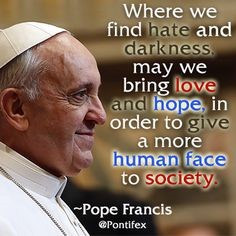 Where we
find hate and
darkness,
may we
bring love
and hope, in
order to give
a more
human face
to society.
~Pope Francis
@Pontifex